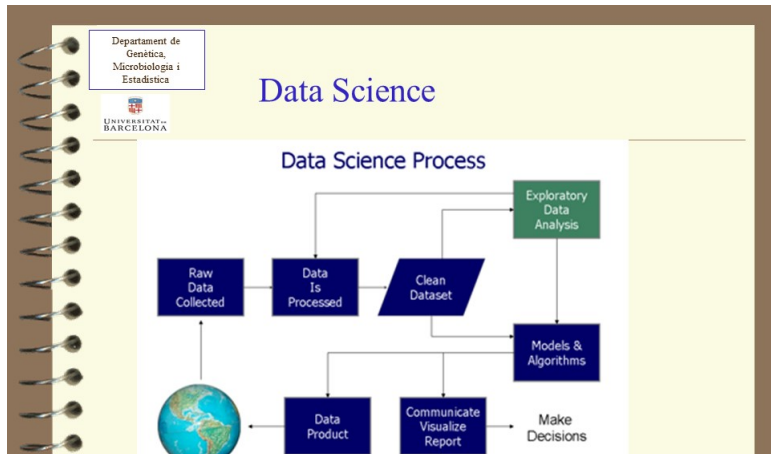 Departament de
Genètica,
Microbiologia i
Estadística
UNIVERSITAT DE
BARCELONA
Data Science
Data Science Process
Exploratory
Data
Analysis
Raw
Data
Collected
Data
Is
Processed
Clean
Dataset
Models &
Algorithms
Data
Product
Communicate
Visualize
Report
Make
Decisions